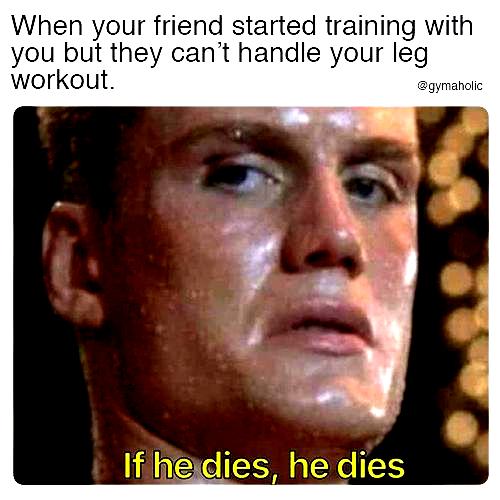 When your friend started training with
you but they can’t handle your leg
workout.
@gymaholic
If he dies, he dies